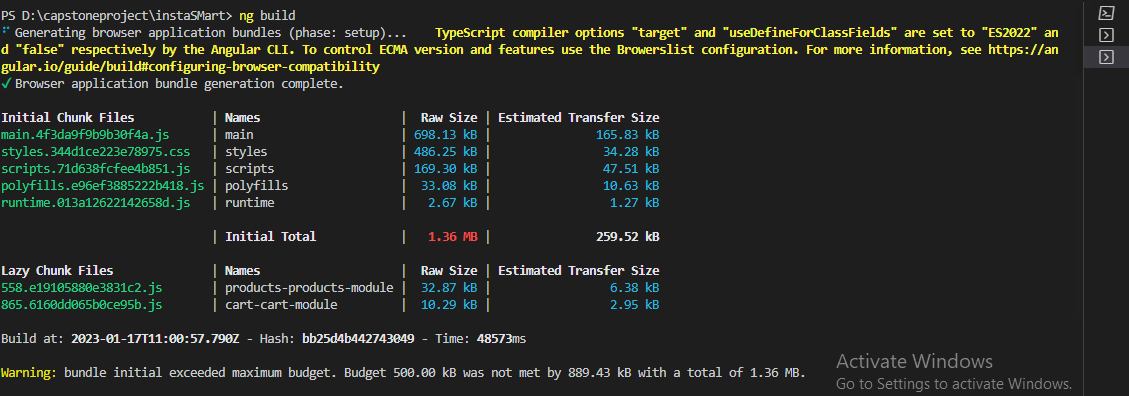 PS D:\capstoneproject\instaSMart> ng build
⠋ Generating browser application bundles (phase: setup)...    TypeScript compiler options "target" and "useDefineForClassFields" are set to "ES2022" an
d "false" respectively by the Angular CLI. To control ECMA version and features use the Browerslist configuration. For more information, see https://an
gular.io/guide/build#configuring-browser-compatibility
✓ Browser application bundle generation complete.
Initial Chunk Files | Names | Raw Size | Estimated Transfer Size
main.4f3da9f9b9b30f4a.js | main | 698.13 kB | 165.83 kB
styles.344d1ce223e78975.css | styles | 486.25 kB | 34.28 kB
scripts.71d638fcfee4b851.js | scripts | 169.30 kB | 47.51 kB
polyfills.e96ef3885222b418.js | polyfills | 33.08 kB | 10.63 kB
runtime.013a12622142658d.js | runtime | 2.67 kB | 1.27 kB
| Initial Total | 1.36 MB | 259.52 kB
Lazy Chunk Files | Names | Raw Size | Estimated Transfer Size
558.e19105880e3831c2.js | products-products-module | 32.87 kB | 6.38 kB
865.6160dd065b0ce95b.js | cart-cart-module | 10.29 kB | 2.95 kB
Build at: 2023-01-17T11:00:57.790Z - Hash: bb25d4b442743049 - Time: 48573ms
Warning: bundle initial exceeded maximum budget. Budget 500.00 kB was not met by 889.43 kB with a total of 1.36 MB.
Activate Windows
Go to Settings to activate Windows.